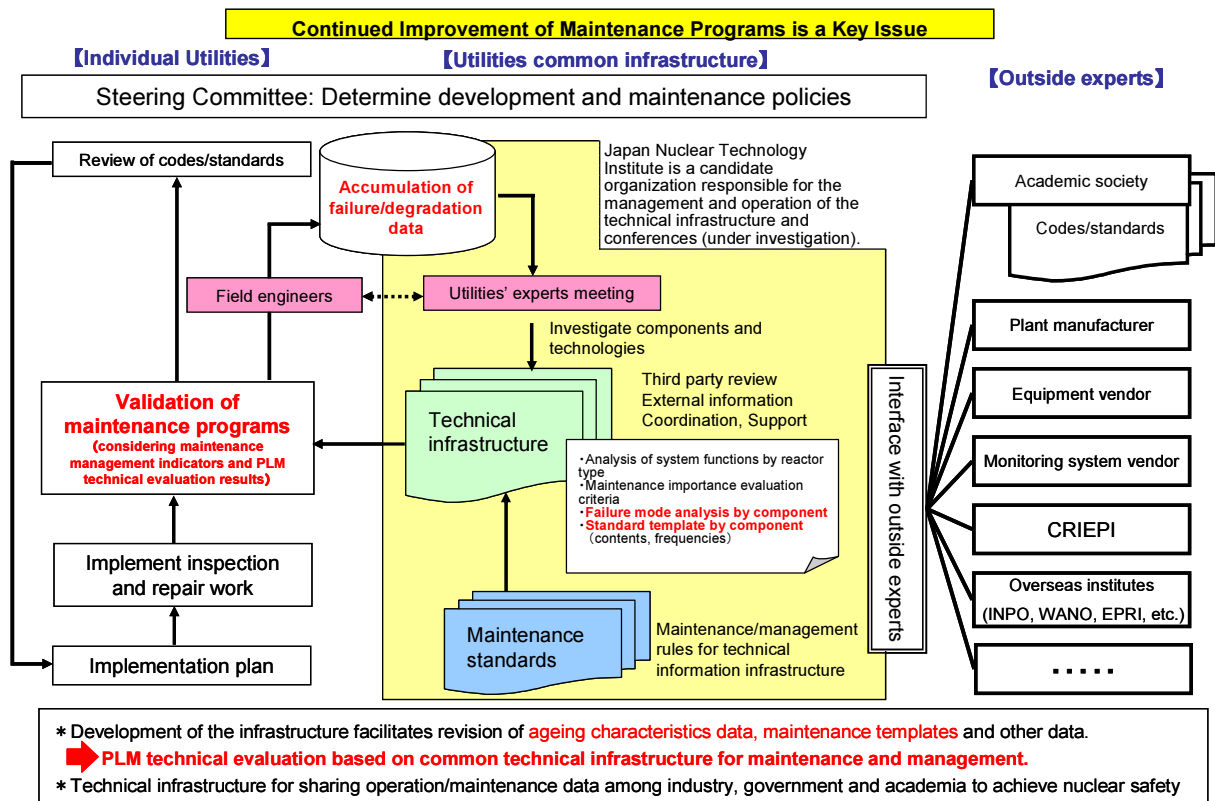 Continued Improvement of Maintenance Programs is a Key Issue
【Individual Utilities】
【Utilities common infrastructure】
【Outside experts】
Steering Committee: Determine development and maintenance policies
Review of codes/standards
Accumulation of
failure/degradation
data
Japan Nuclear Technology
Institute is a candidate
organization responsible for the
management and operation of the
technical infrastructure and
conferences (under investigation).
Field engineers
Utilities' experts meeting
Investigate components and
technologies
Validation of
maintenance programs
(considering maintenance
management indicators and PLM
technical evaluation results)
Technical
infrastructure
Third party review
External information
Coordination, Support
・Analysis of system functions by reactor
type
・Maintenance importance evaluation
criteria
・Failure mode analysis by component
・Standard template by component
(contents, frequencies)
Implement inspection
and repair work
Implementation plan
Maintenance
standards
Maintenance/management
rules for technical
information infrastructure
Interface with outside experts
Academic society
Codes/standards
Plant manufacturer
Equipment vendor
Monitoring system vendor
CRIEPI
Overseas institutes
(INPO, WANO, EPRI, etc.)
･････
* Development of the infrastructure facilitates revision of ageing characteristics data, maintenance templates and other data.
PLM technical evaluation based on common technical infrastructure for maintenance and management.
* Technical infrastructure for sharing operation/maintenance data among industry, government and academia to achieve nuclear safety